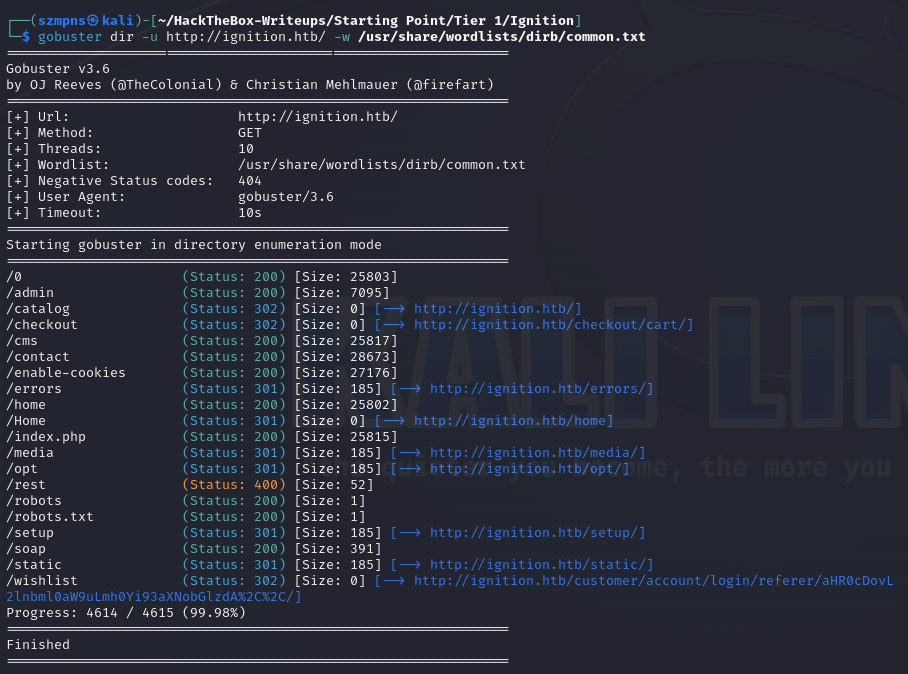 ┌──(szmpns㉿kali)-[~/HackTheBox-Writeups/Starting Point/Tier 1/Ignition]
└─$ gobuster dir -u http://ignition.htb/ -w /usr/share/wordlists/dirb/common.txt
===============================================================
Gobuster v3.6
by OJ Reeves (@TheColonial) & Christian Mehlmauer (@firefart)
===============================================================
[+] Url:                     http://ignition.htb/
[+] Method:                  GET
[+] Threads:                 10
[+] Wordlist:                /usr/share/wordlists/dirb/common.txt
[+] Negative Status codes:   404
[+] User Agent:              gobuster/3.6
[+] Timeout:                 10s
===============================================================
Starting gobuster in directory enumeration mode
===============================================================
/0                    (Status: 200) [Size: 25803]
/admin                (Status: 200) [Size: 7095]
/catalog              (Status: 302) [Size: 0] [--> http://ignition.htb/]
/checkout             (Status: 302) [Size: 0] [--> http://ignition.htb/checkout/cart/]
/cms                  (Status: 200) [Size: 25817]
/contact              (Status: 200) [Size: 28673]
/enable-cookies       (Status: 200) [Size: 27176]
/errors               (Status: 301) [Size: 185] [--> http://ignition.htb/errors/]
/home                 (Status: 200) [Size: 25802]
/Home                 (Status: 301) [Size: 0] [--> http://ignition.htb/home]
/index.php            (Status: 200) [Size: 25815]
/media                (Status: 301) [Size: 185] [--> http://ignition.htb/media/]
/opt                  (Status: 301) [Size: 185] [--> http://ignition.htb/opt/]
/rest                 (Status: 400) [Size: 52]
/robots               (Status: 200) [Size: 1]
/robots.txt           (Status: 200) [Size: 1]
/setup                (Status: 301) [Size: 185] [--> http://ignition.htb/setup/]
/soap                 (Status: 200) [Size: 391]
/static               (Status: 301) [Size: 185] [--> http://ignition.htb/static/]
/wishlist             (Status: 302) [Size: 0] [--> http://ignition.htb/customer/account/login/referer/aHR0cDovL
2lnbml0aW9uLmh0Yi93aXNobGlzdA%2C%2C/]
Progress: 4614 / 4615 (99.98%)
===============================================================
Finished
===============================================================
KALI LIN
the more you